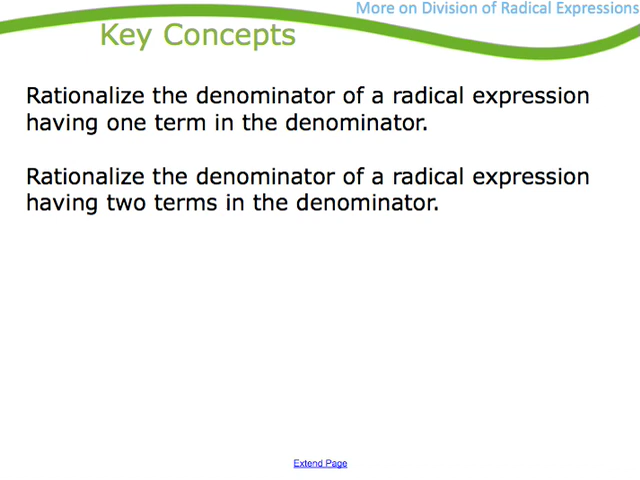 More on Division of Radical Expressions
Key Concepts
Rationalize the denominator of a radical expression
having one term in the denominator.
Rationalize the denominator of a radical expression
having two terms in the denominator.
Extend Page